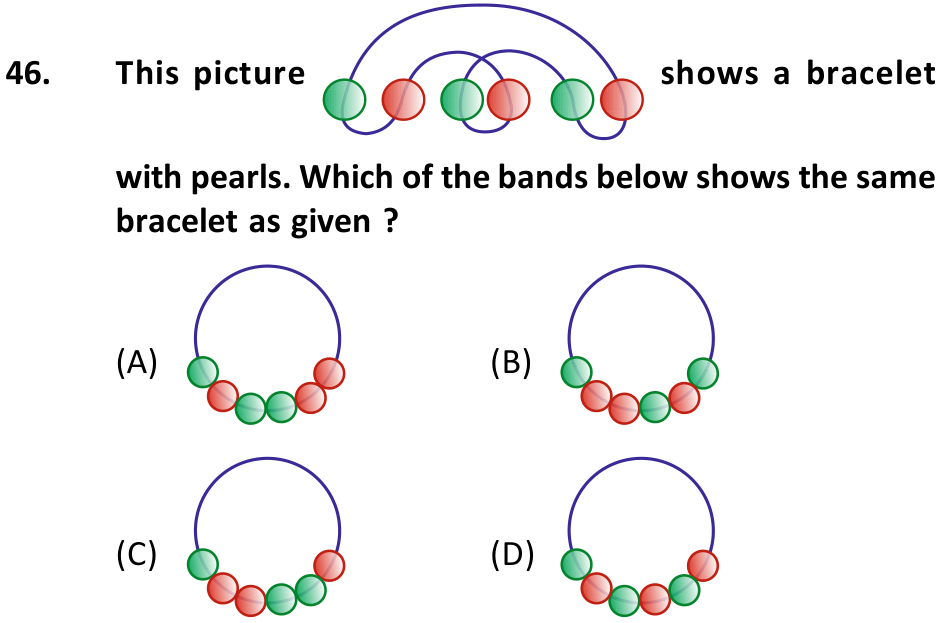 46. This picture shows a bracelet
with pearls. Which of the bands below shows the same
bracelet as given ?
(A) (B)
(C) (D)